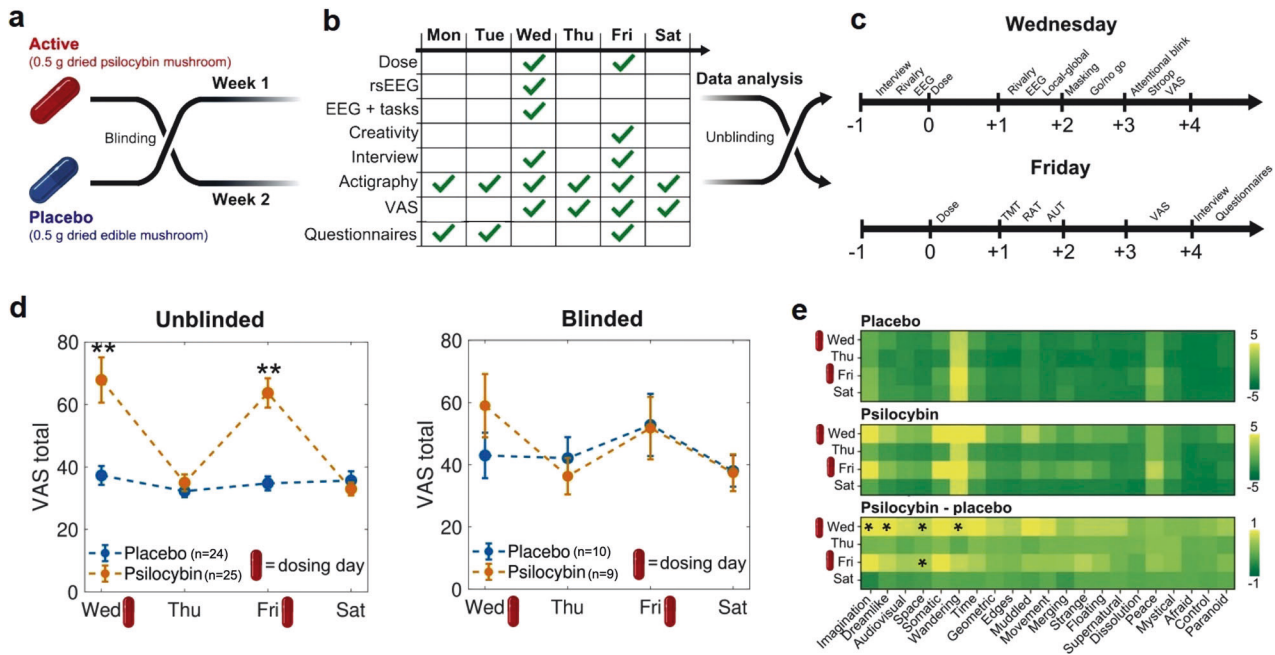 a
Active
(0.5 g dried psilocybin mushroom)
Week 1
Blinding
Week 2
Placebo
(0.5 g dried edible mushroom)
b
Mon Tue Wed Thu Fri Sat
Dose
rsEEG
EEG + tasks
Creativity
Interview
Actigraphy
VAS
Questionnaires
Data analysis
Unblinding
c
Wednesday
Interview
Rivalry
EEG
Dose
Rivalry
EEG
Local-global
Masking
Go/no go
Attentional blink
Stroop
VAS
-1 0 +1 +2 +3 +4
Friday
Dose
TMT
RAT
AUT
VAS
Interview
Questionnaires
-1 0 +1 +2 +3 +4
d
Unblinded
80
60
40
20
0
VAS total
**
**
Placebo (n=24)
Psilocybin (n=25)
=dosing day
Wed Thu Fri Sat
Blinded
80
60
40
20
0
VAS total
Placebo (n=10)
Psilocybin (n=9)
=dosing day
Wed Thu Fri Sat
e
Placebo
Wed
Thu
Fri
Sat
5
-5
Psilocybin
Wed
Thu
Fri
Sat
5
-5
Psilocybin - placebo
Wed * * * *
Thu
Fri *
Sat
1
-1
Imagination
Dreamlike
Audiovisual
Space
Somatic
Wandering
Time
Geometric
Edges
Muddled
Movement
Merging
Strange
Floating
Supernatural
Dissolution
Peace
Mystical
Afraid
Control
Paranoid